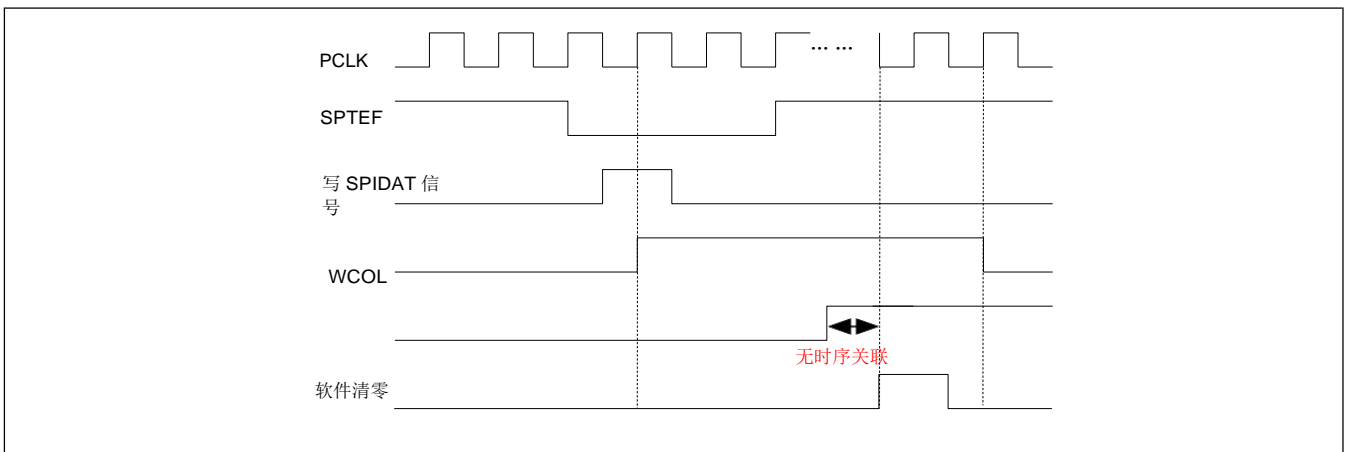 PCLK
... ...
SPTEF
写 SPIDAT 信
号
WCOL
无时序关联
软件清零